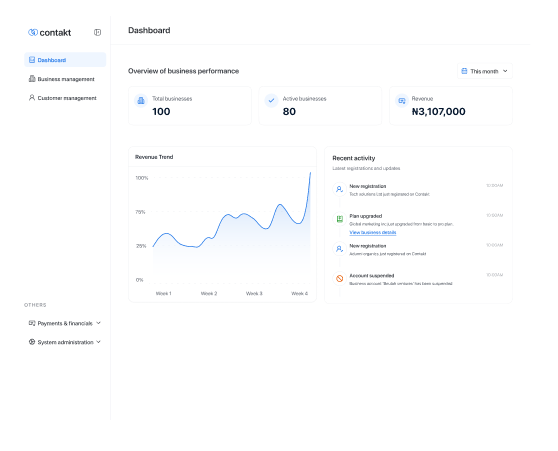 contakt
Dashboard
Dashboard
Business management
Customer management
OTHERS
Payments & financials
System administration
Overview of business performance
This month
Total businesses
100
Active businesses
80
Revenue
₦3,107,000
Revenue Trend
100%
75%
25%
0%
Week 1
Week 2
Week 3
Week 4
Recent activity
Latest registrations and updates
New registration
10:00AM
Tech solutions Ltd just registered on Contakt
Plan upgraded
10:00AM
Global marketing inc just upgraded from basic to pro plan
View business details
New registration
10:00AM
organics just registered on Contakt
Account suspended
10:00AM
Business account has been suspended